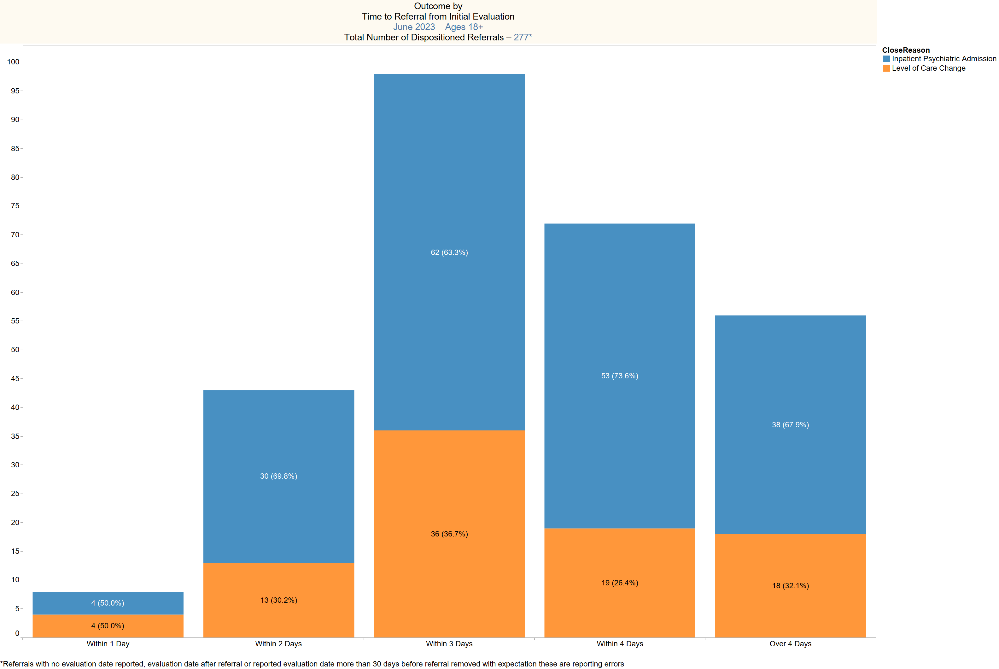 Outcome by
Time to Referral from Initial Evaluation
June 2023 Ages 18+
Total Number of Dispositioned Referrals – 277*
CloseReason
Inpatient Psychiatric Admission
Level of Care Change
100
95
90
85
80
75
70
65
60
55
50
45
40
35
30
25
20
15
10
5
0
4 (50.0%)
4 (50.0%)
30 (69.8%)
13 (30.2%)
62 (63.3%)
36 (36.7%)
53 (73.6%)
19 (26.4%)
38 (67.9%)
18 (32.1%)
Within 1 Day
Within 2 Days
Within 3 Days
Within 4 Days
Over 4 Days
*Referrals with no evaluation date reported, evaluation date after referral or reported evaluation date more than 30 days before referral removed with expectation these are reporting errors